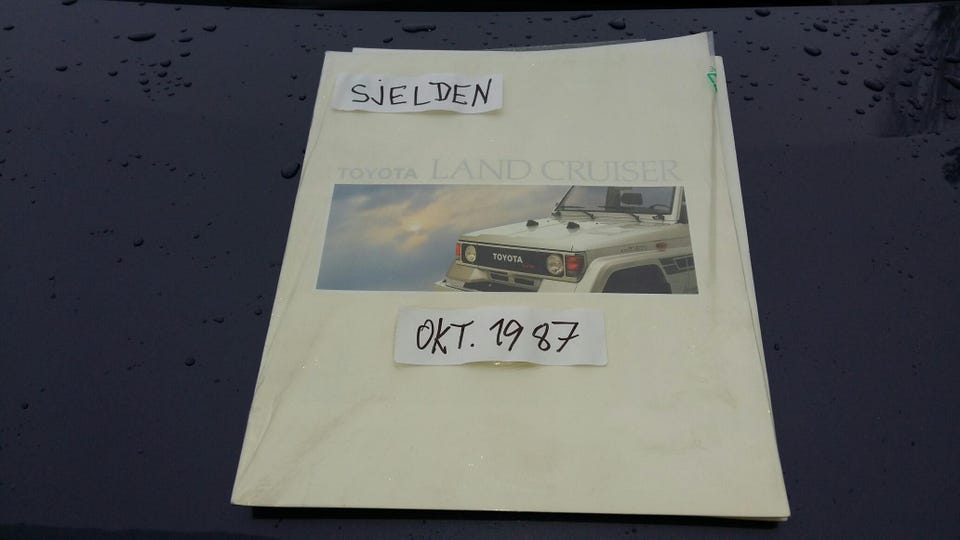 SJELDEN
TOYOTA LAND CRUISER
TOYOTA
OKT. 1987